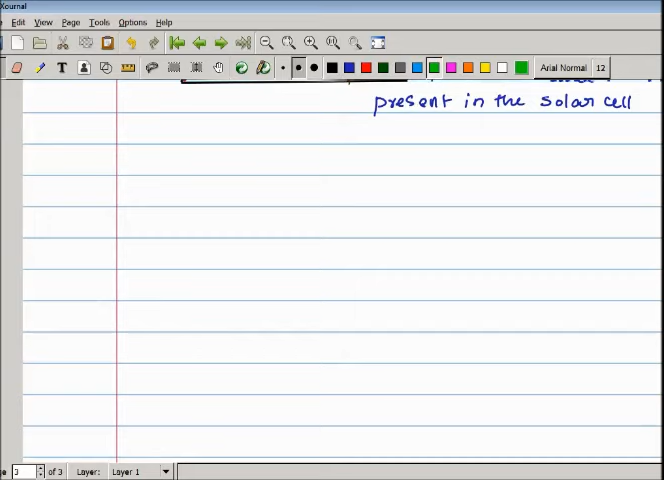 Xournal
Edit View Page Tools Options Help
Arial Normal 12
present in the solar cell
3 of 3 Layer: Layer 1